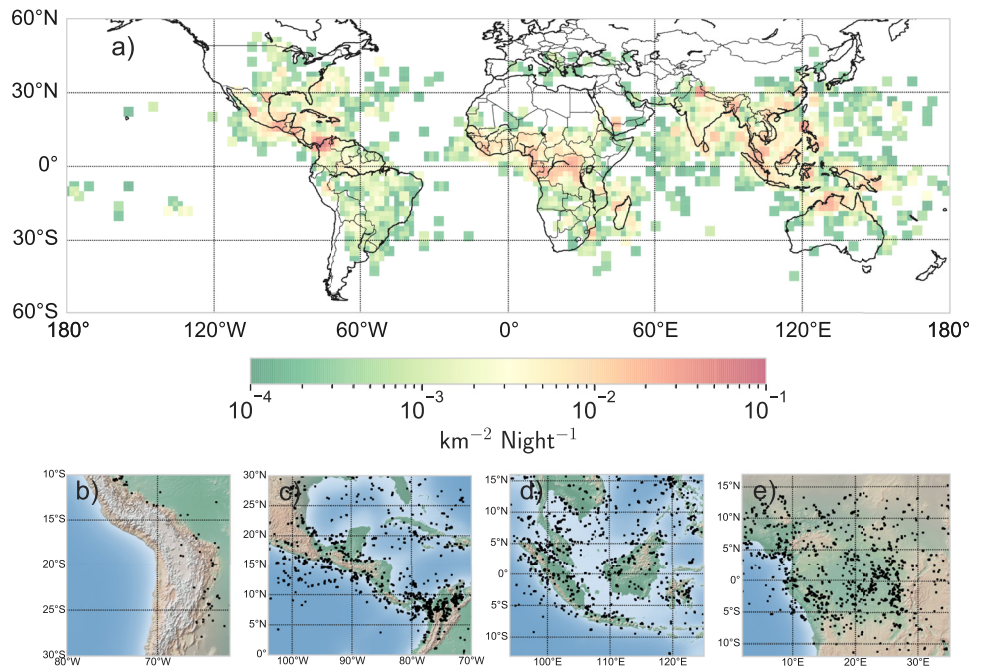 a)
60°N
30°N
0°
30°S
60°S
180°
120°W
60°W
0°
60°E
120°E
180°
10⁻⁴
10⁻³
10⁻²
10⁻¹
km⁻² Night⁻¹
b)
10°S
15°S
20°S
25°S
30°S
80°W
70°W
c)
30°N
25°N
20°N
15°N
10°N
5°N
0°
100°W
90°W
80°W
70°W
d)
15°N
10°N
5°N
0°
5°S
10°S
100°E
110°E
120°E
e)
15°N
10°N
5°N
0°
5°S
10°S
10°E
20°E
30°E